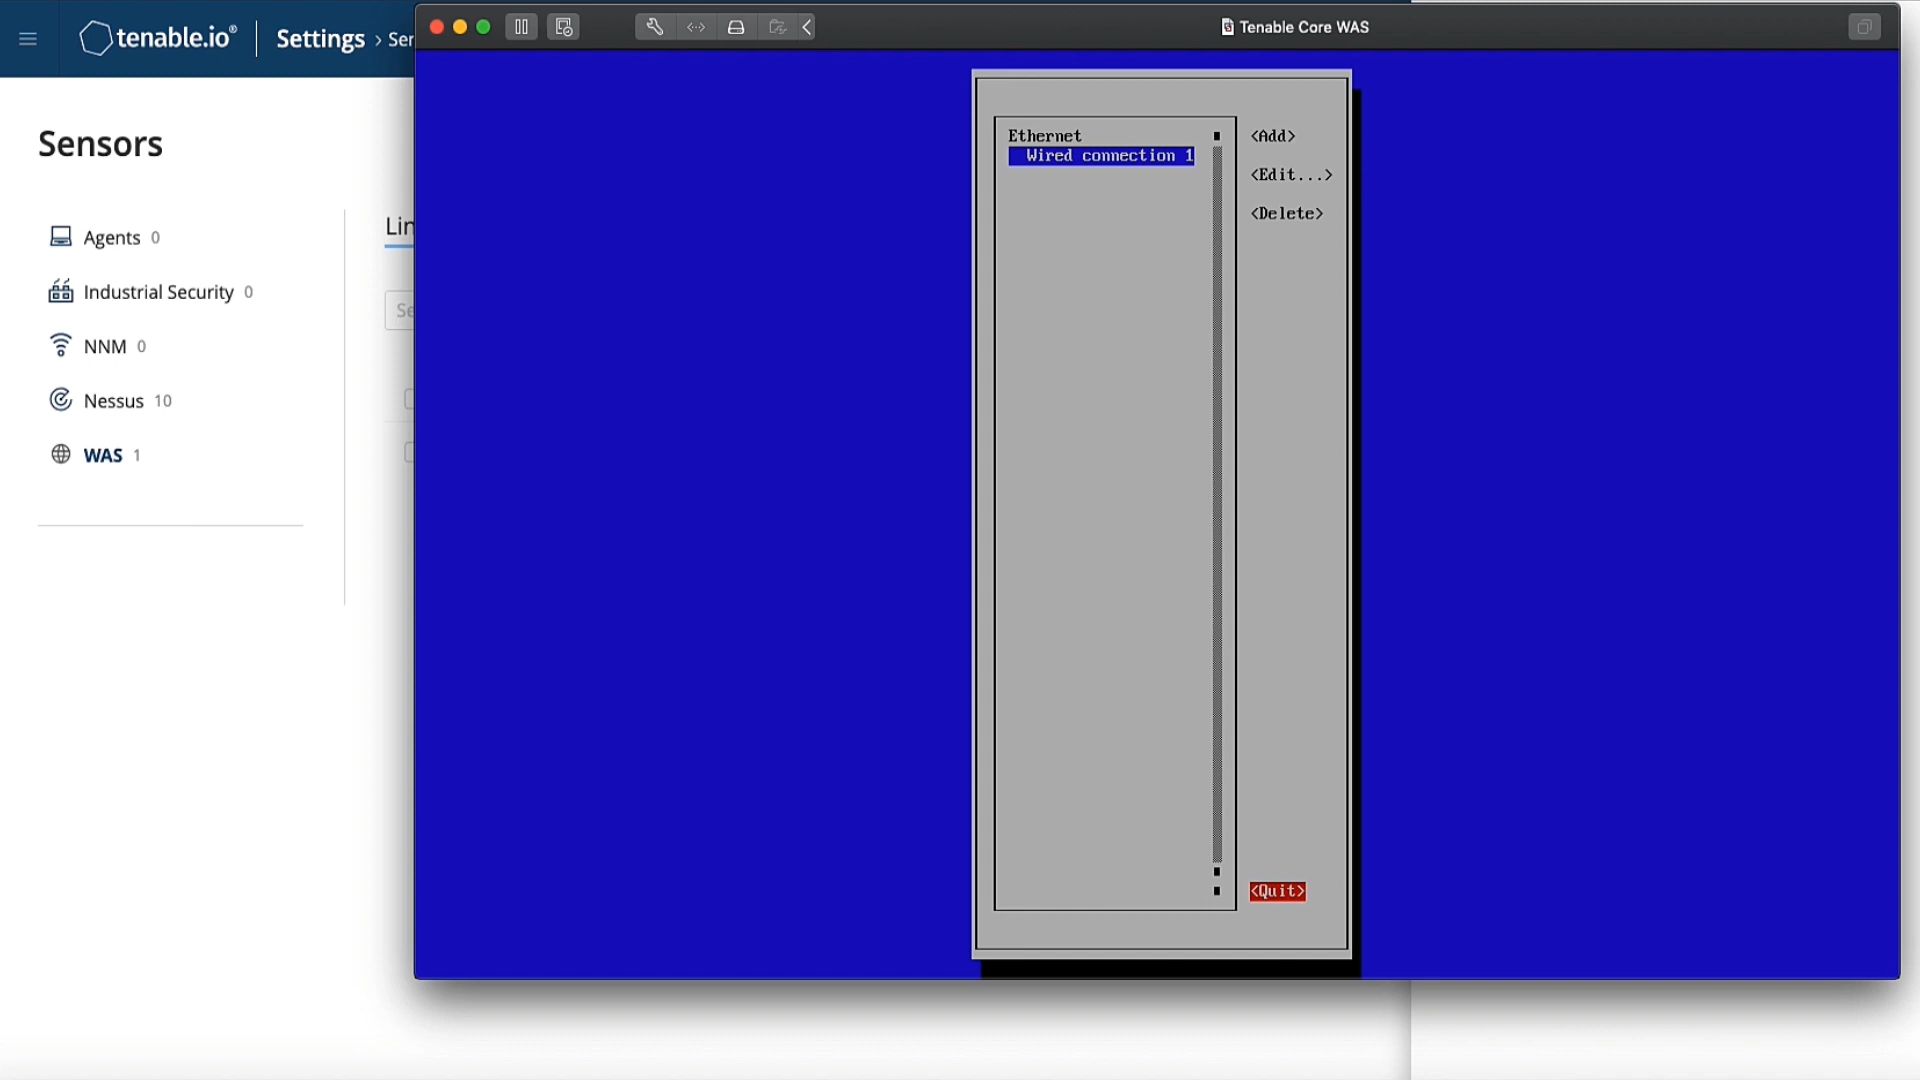 tenable.io®
Settings > Ser
Tenable Core WAS
Sensors
Agents 0
Industrial Security 0
NNM 0
Nessus 10
WAS 1
Lin
Se
Ethernet
Wired connection 1
<Add>
<Edit...>
<Delete>
<Quit>